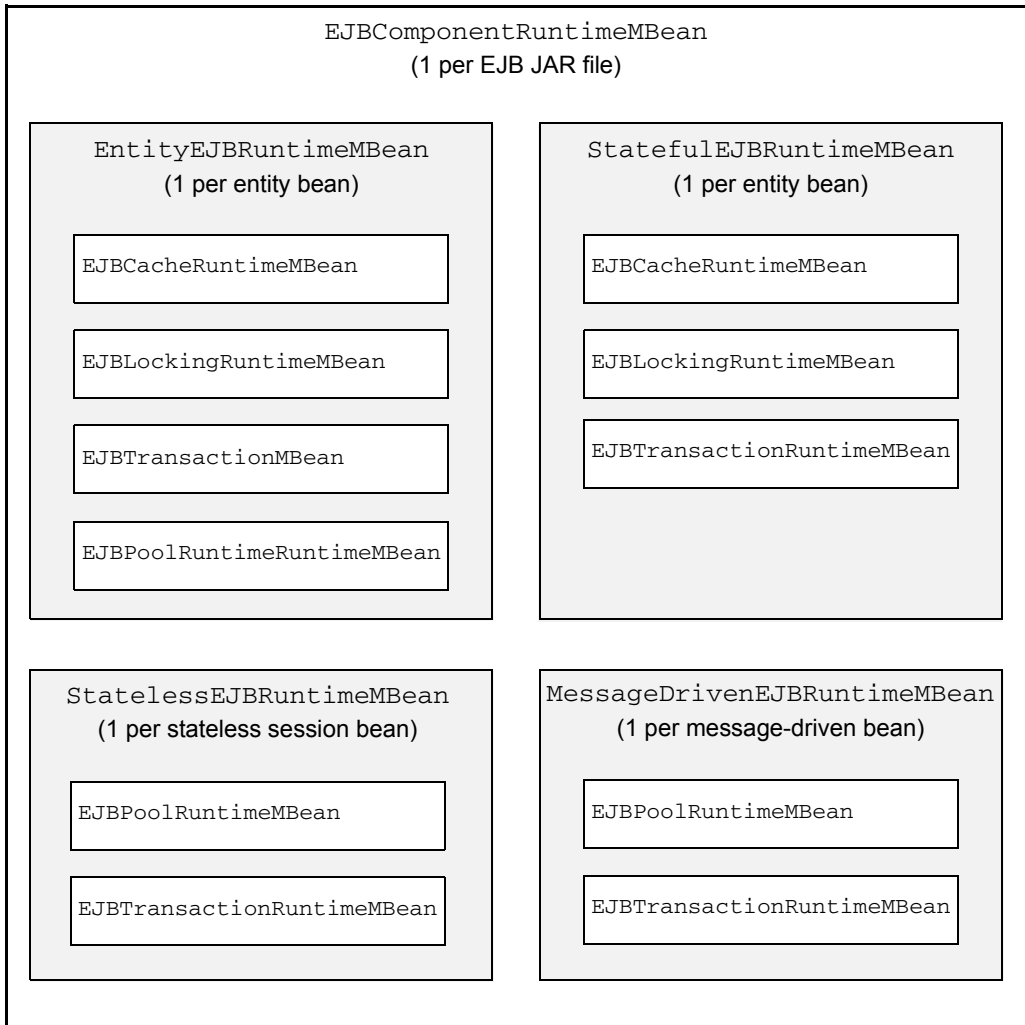 EJBComponentRuntimeMBean
(1 per EJB JAR file)
EntityEJBRuntimeMBean
(1 per entity bean)
EJBCacheRuntimeMBean
EJBLockingRuntimeMBean
EJBTransactionMBean
EJBPoolRuntimeRuntimeMBean
StatefulEJBRuntimeMBean
(1 per entity bean)
EJBCacheRuntimeMBean
EJBLockingRuntimeMBean
EJBTransactionRuntimeMBean
StatelessEJBRuntimeMBean
(1 per stateless session bean)
EJBPoolRuntimeMBean
EJBTransactionRuntimeMBean
MessageDrivenEJBRuntimeMBean
(1 per message-driven bean)
EJBPoolRuntimeMBean
EJBTransactionRuntimeMBean